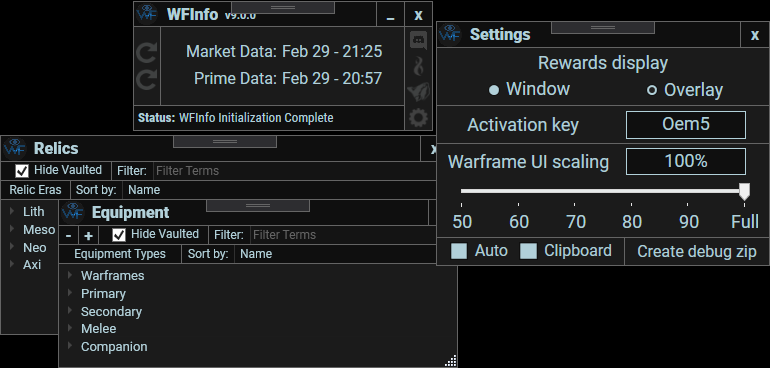 WFInfo v9.0.0
Market Data: Feb 29 - 21:25
Prime Data: Feb 29 - 20:57
Status: WFInfo Initialization Complete
Settings
Rewards display
Window Overlay
Activation key Oem5
Warframe UI scaling 100%
50 60 70 80 90 Full
Auto Clipboard Create debug zip
Relics
Hide Vaulted Filter: Filter Terms
Relic Eras Sort by: Name
Lith
Meso
Neo
Axi
Equipment
- + Hide Vaulted Filter: Filter Terms
Equipment Types Sort by: Name
Warframes
Primary
Secondary
Melee
Companion